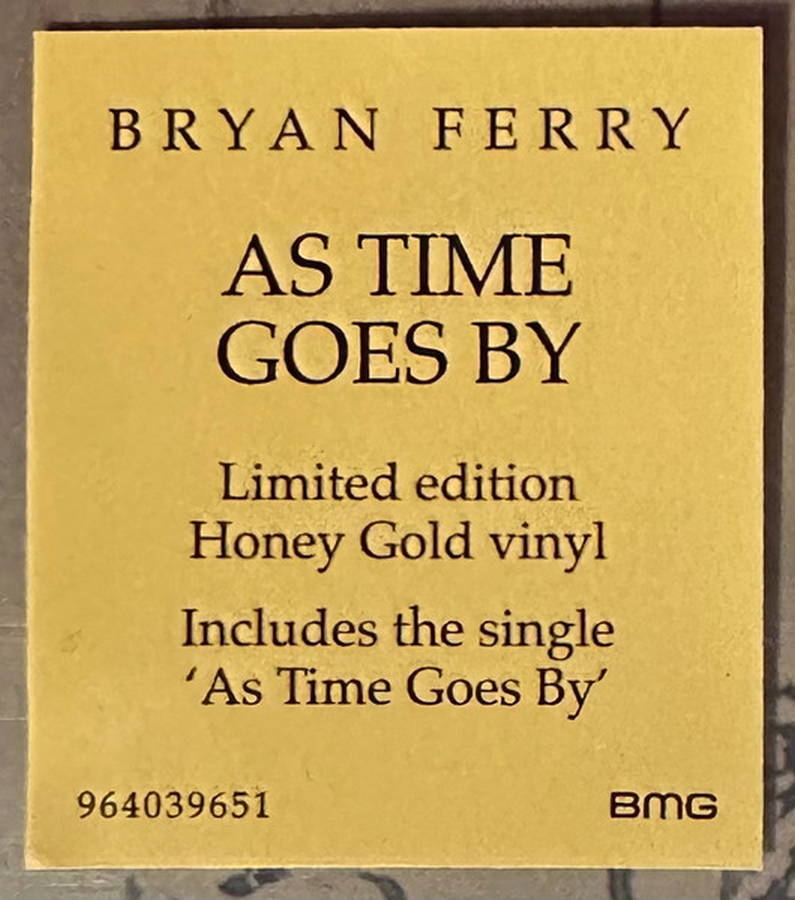 BRYAN FERRY
AS TIME
GOES BY
Limited edition
Honey Gold vinyl
Includes the single
‘As Time Goes By’
964039651 BMG